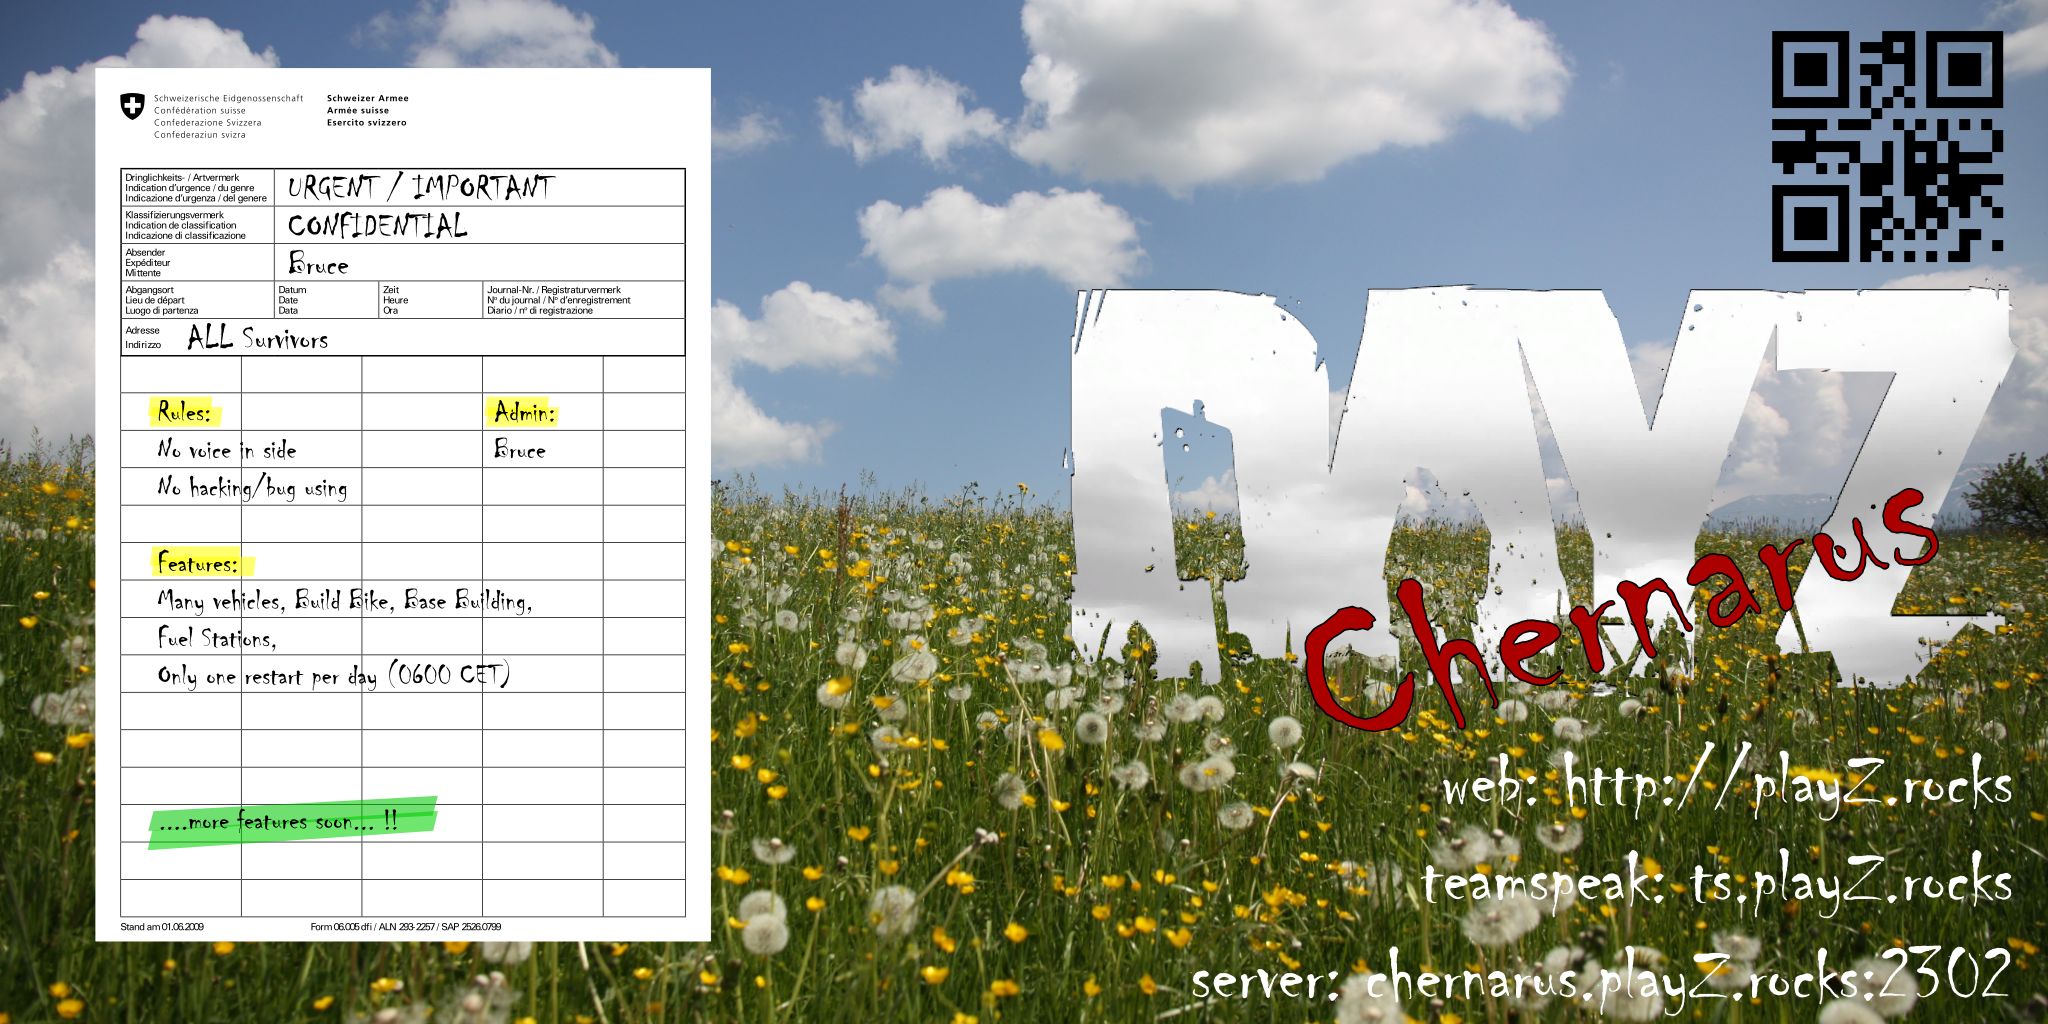 Schweizerische Eidgenossenschaft
Confédération suisse
Confederazione Svizzera
Confederaziun svizra
Schweizer Armee
Armée suisse
Esercito svizzero
Dringlichkeits- / Artvermerk
Indication d'urgence / du genre
Indicazione d'urgenza / del genere
URGENT / IMPORTANT
Klassifizierungsvermerk
Indication de classification
Indicazione di classificazione
CONFIDENTIAL
Absender
Expéditeur
Mittente
Bruce
Abgangsort
Lieu de départ
Luogo di partenza
Datum
Date
Data
Zeit
Heure
Ora
Journal-Nr. / Registraturvermerk
N° du journal / N° d'enregistrement
Diario / n° di registrazione
Adresse
Indirizzo
ALL Survivors
Rules:
Admin:
No voice in side
Bruce
No hacking/bug using
Features:
Many vehicles, Build Bike, Base Building,
Fuel Stations,
Only one restart per day (0600 CET)
....more features soon... !!
Stand am 01.06.2009
Form 06.005 dfi / ALN 293-2257 / SAP 2526.0799
DAYZ
Chernarus
web: http://playZ.rocks
teamspeak: ts.playZ.rocks
server: chernarus.playZ.rocks:2302